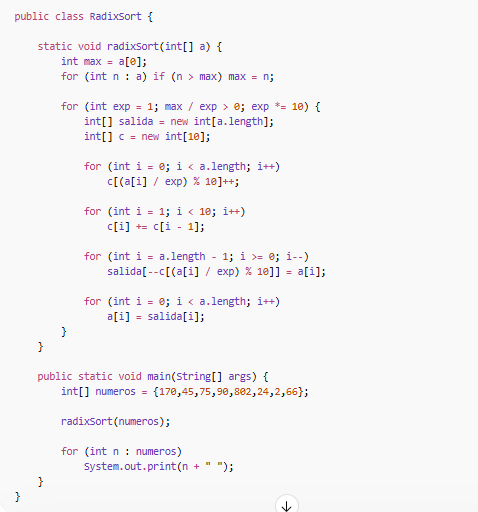 public class RadixSort {
static void radixSort(int[] a) {
int max = a[0];
for (int n : a) if (n > max) max = n;
for (int exp = 1; max / exp > 0; exp *= 10) {
int[] salida = new int[a.length];
int[] c = new int[10];
for (int i = 0; i < a.length; i++)
c[(a[i] / exp) % 10]++;
for (int i = 1; i < 10; i++)
c[i] += c[i - 1];
for (int i = a.length - 1; i >= 0; i--)
salida[--c[(a[i] / exp) % 10]] = a[i];
for (int i = 0; i < a.length; i++)
a[i] = salida[i];
}
}
public static void main(String[] args) {
int[] numeros = {170,45,75,90,802,24,2,66};
radixSort(numeros);
for (int n : numeros)
System.out.print(n + " ");
}
}